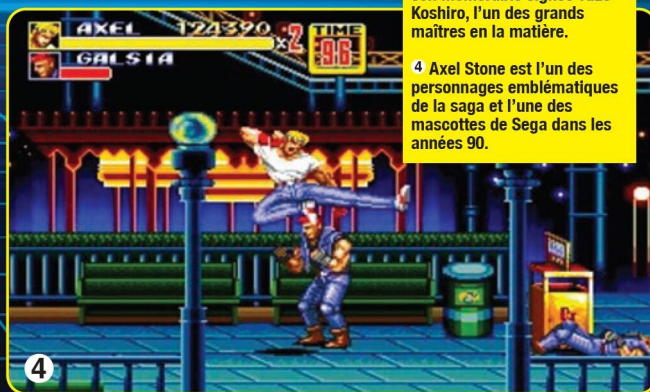 Koshiro, l'un des grands
maîtres en la matière.
4 Axel Stone est l'un des
personnages emblématiques
de la saga et l'une des
mascottes de Sega dans les
années 90.
AXEL 124390 x2
TIME
96
GALSIA
4